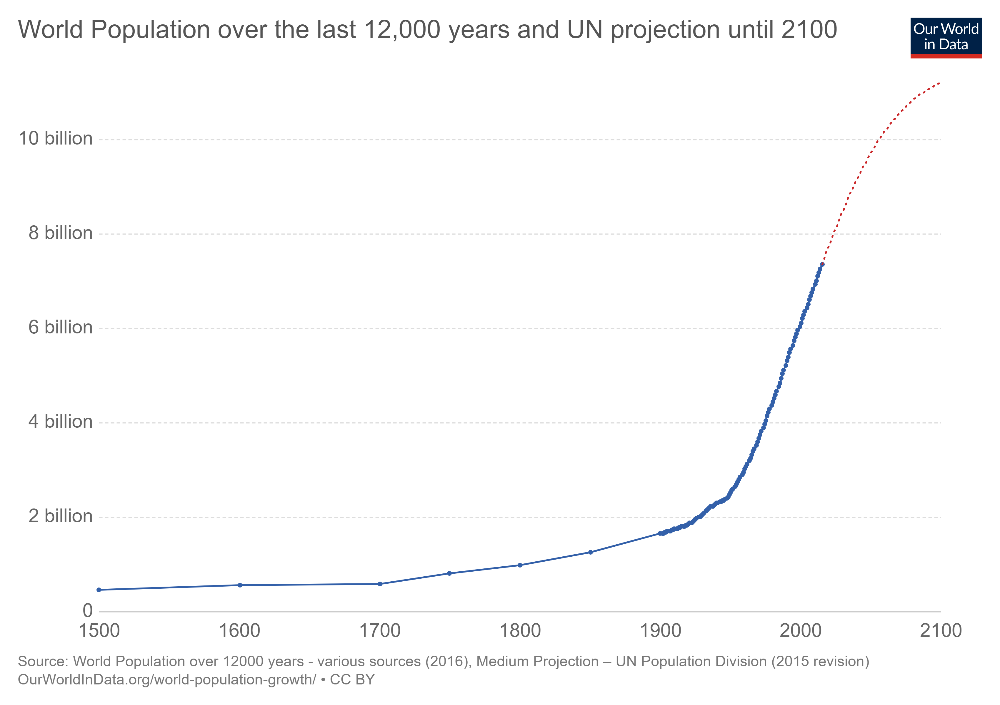 World Population over the last 12,000 years and UN projection until 2100
Our World
in Data
10 billion
8 billion
6 billion
4 billion
2 billion
0
1500 1600 1700 1800 1900 2000 2100
Source: World Population over 12000 years - various sources (2016), Medium Projection – UN Population Division (2015 revision)
OurWorldInData.org/world-population-growth/ • CC BY